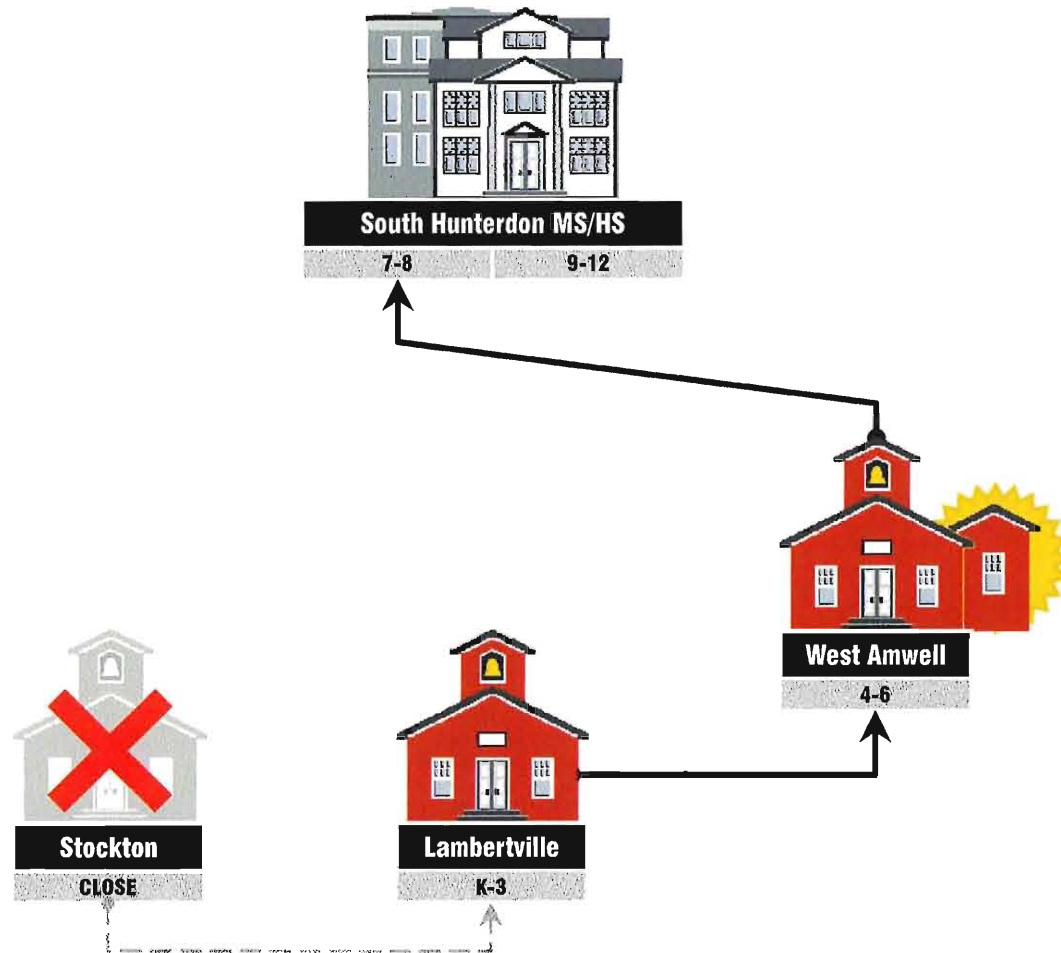 South Hunterdon MS/HS
7-8 9-12
West Amwell
4-6
Stockton
CLOSE
Lambertville
K-3